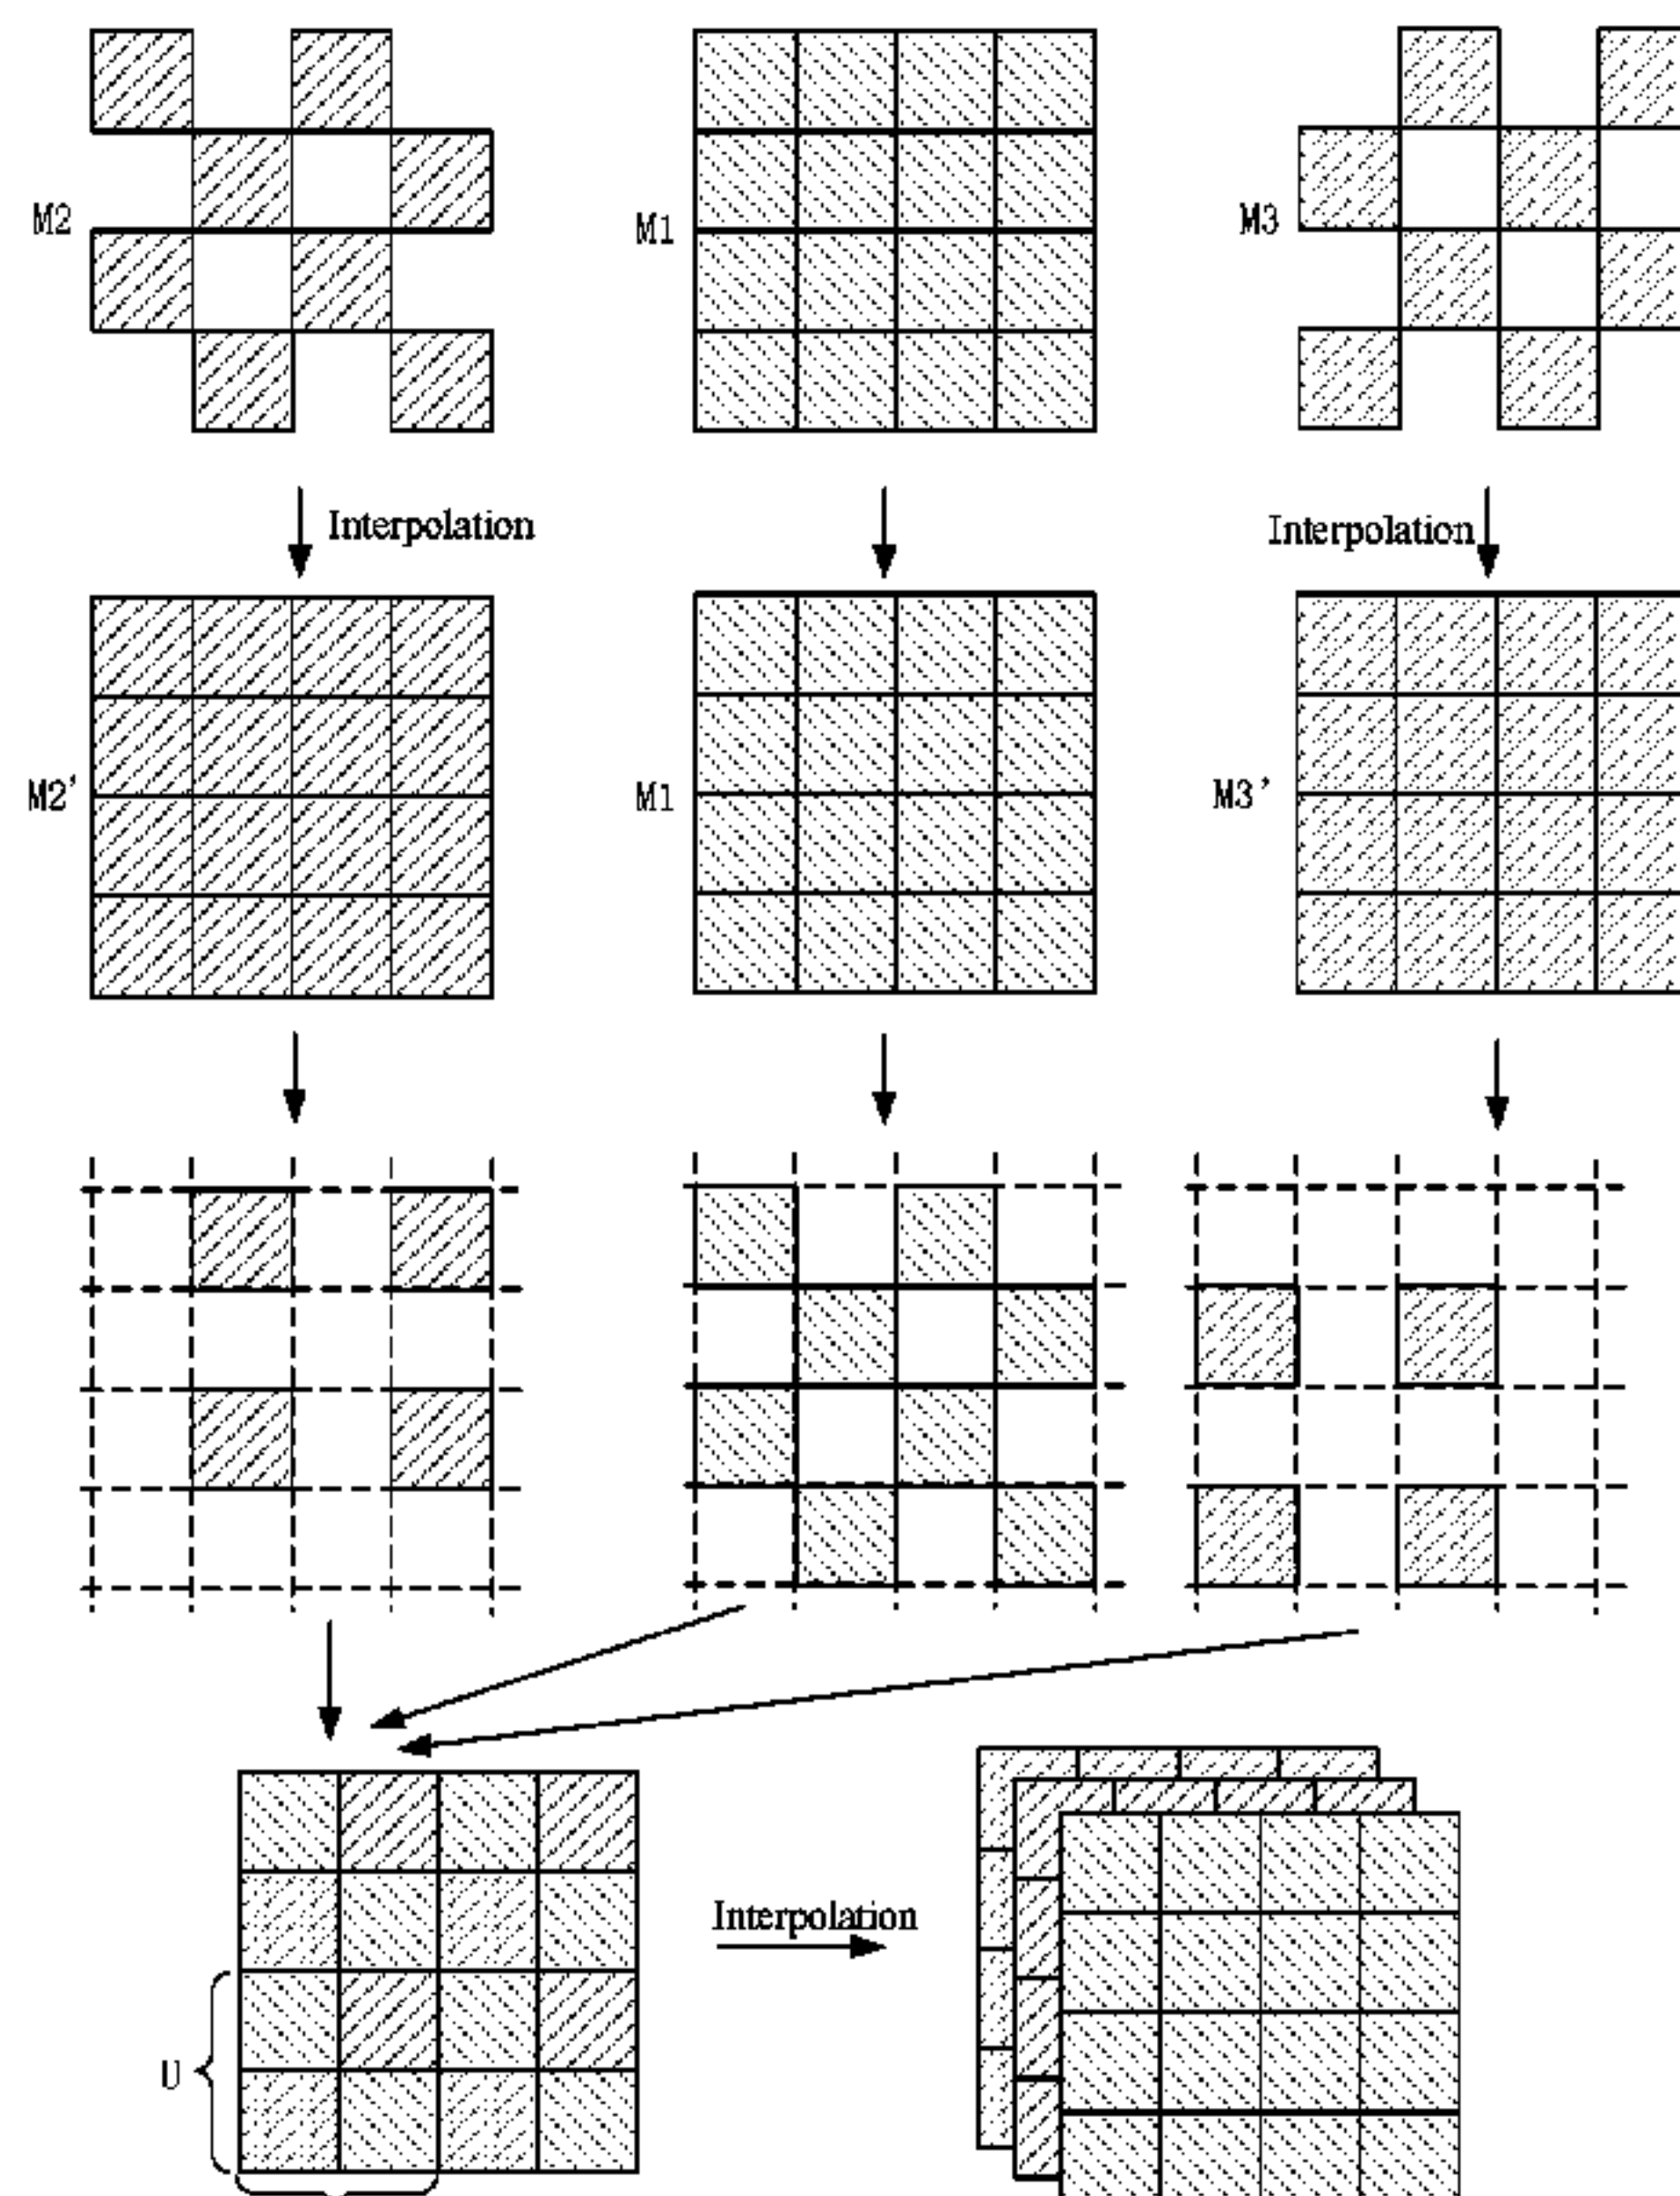 M2
M1
M3
Interpolation
Interpolation
M2'
M1
M3'
Interpolation
U